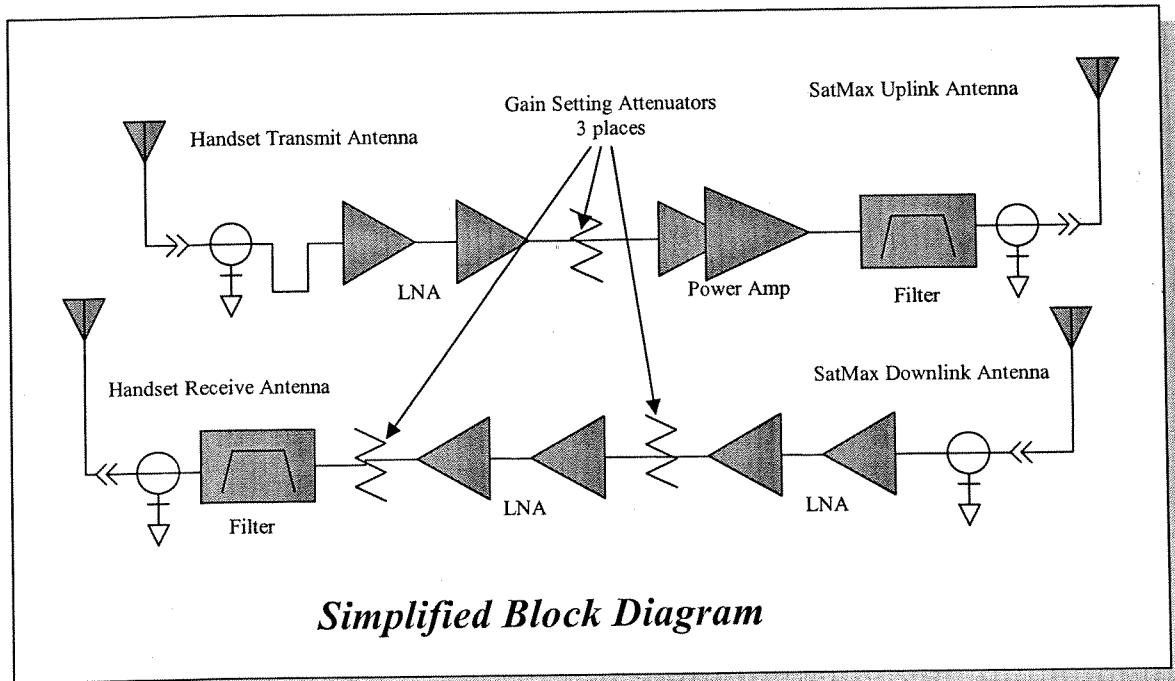 SatMax Uplink Antenna
Gain Setting Attenuators
3 places
Handset Transmit Antenna
LNA
Power Amp
Filter
Handset Receive Antenna
SatMax Downlink Antenna
LNA
LNA
Filter
Simplified Block Diagram